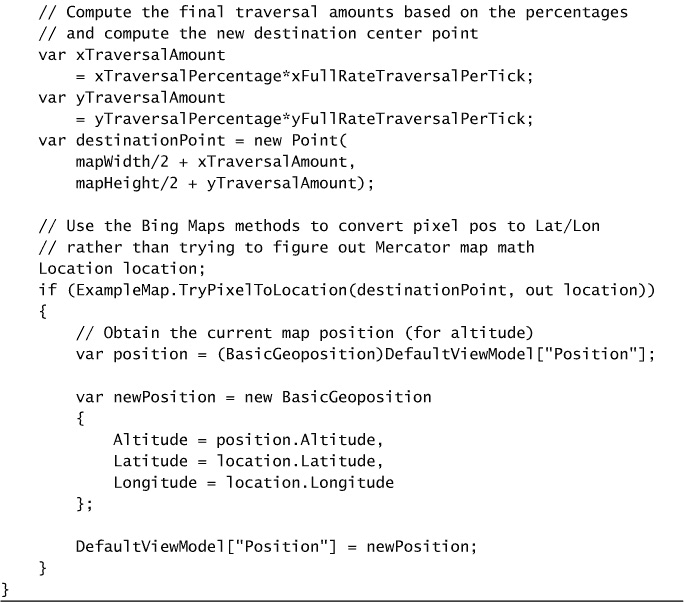 // Compute the final traversal amounts based on the percentages
// and compute the new destination center point
var xTraversalAmount
= xTraversalPercentage*xFullRateTraversalPerTick;
var yTraversalAmount
= yTraversalPercentage*yFullRateTraversalPerTick;
var destinationPoint = new Point(
mapWidth/2 + xTraversalAmount,
mapHeight/2 + yTraversalAmount);
// Use the Bing Maps methods to convert pixel pos to Lat/Lon
// rather than trying to figure out Mercator map math
Location location;
if (ExampleMap.TryPixelToLocation(destinationPoint, out location))
{
// Obtain the current map position (for altitude)
var position = (BasicGeoposition)DefaultViewModel["Position"];
var newPosition = new BasicGeoposition
{
Altitude = position.Altitude,
Latitude = location.Latitude,
Longitude = location.Longitude
};
DefaultViewModel["Position"] = newPosition;
}
}